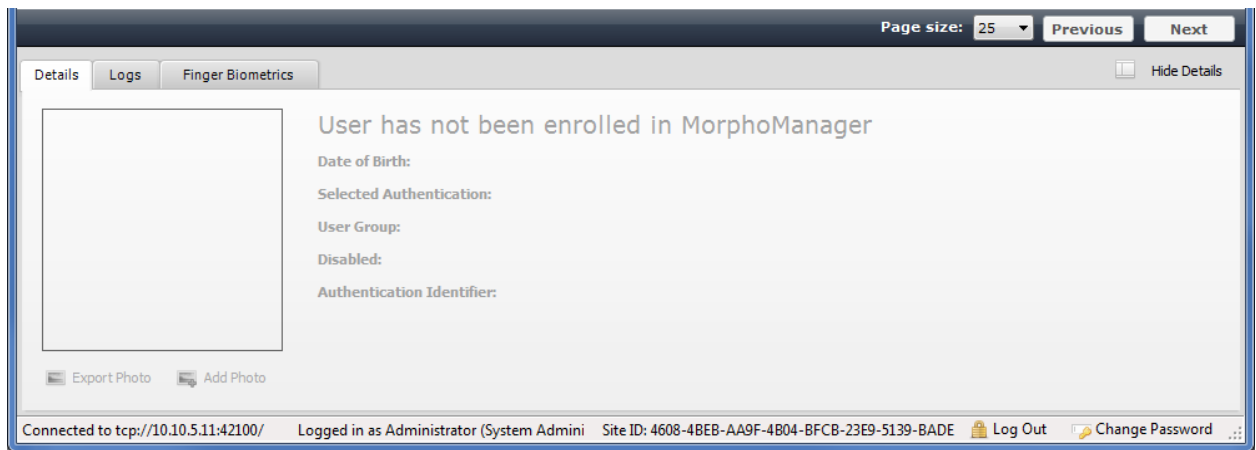 Page size: 25 Previous Next
Details Logs Finger Biometrics Hide Details
User has not been enrolled in MorphoManager
Date of Birth:
Selected Authentication:
User Group:
Disabled:
Authentication Identifier:
Export Photo Add Photo
Connected to tcp://10.10.5.11:42100/ Logged in as Administrator (System Admini Site ID: 4608-4BEB-AA9F-4B04-BFCB-23E9-5139-BADE Log Out Change Password